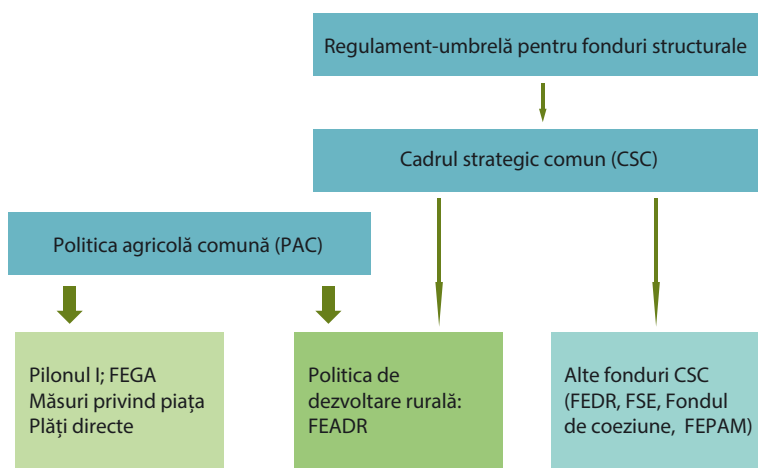 Regulament-umbrelă pentru fonduri structurale
Cadrul strategic comun (CSC)
Politica agricolă comună (PAC)
Pilonul I; FEGA
Măsuri privind piața
Plăți directe
Politica de
dezvoltare rurală:
FEADR
Alte fonduri CSC
(FEDR, FSE, Fondul
de coeziune, FEPAM)